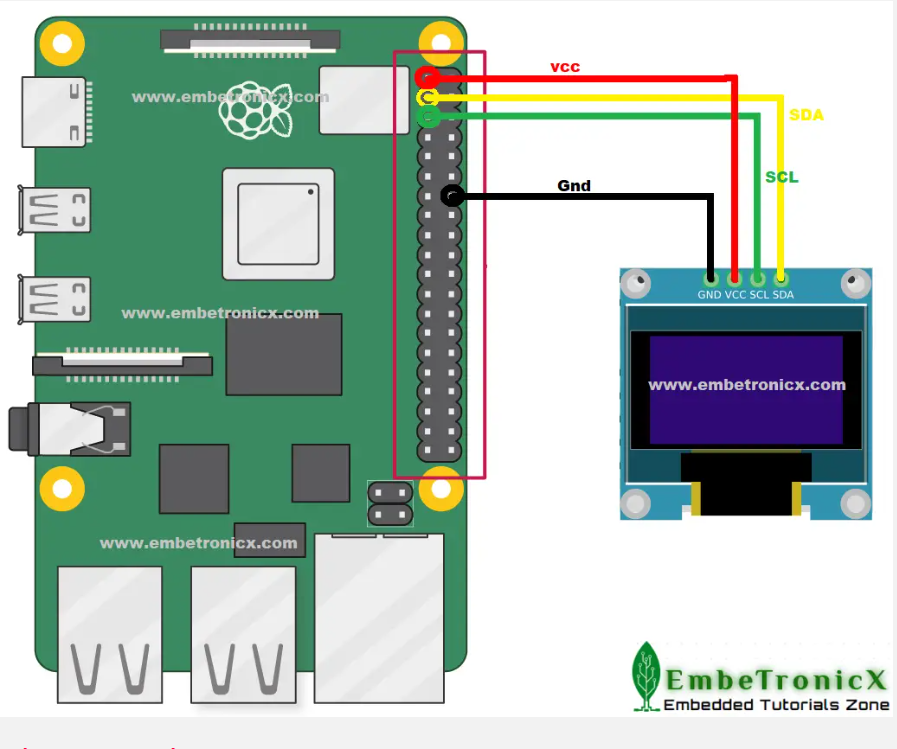 vcc
www.embetronicx.com
SDA
SCL
Gnd
GND VCC SCL SDA
www.embetronicx.com
www.embetronicx.com
www.embetronicx.com
EmbeTronicX
Embedded Tutorials Zone